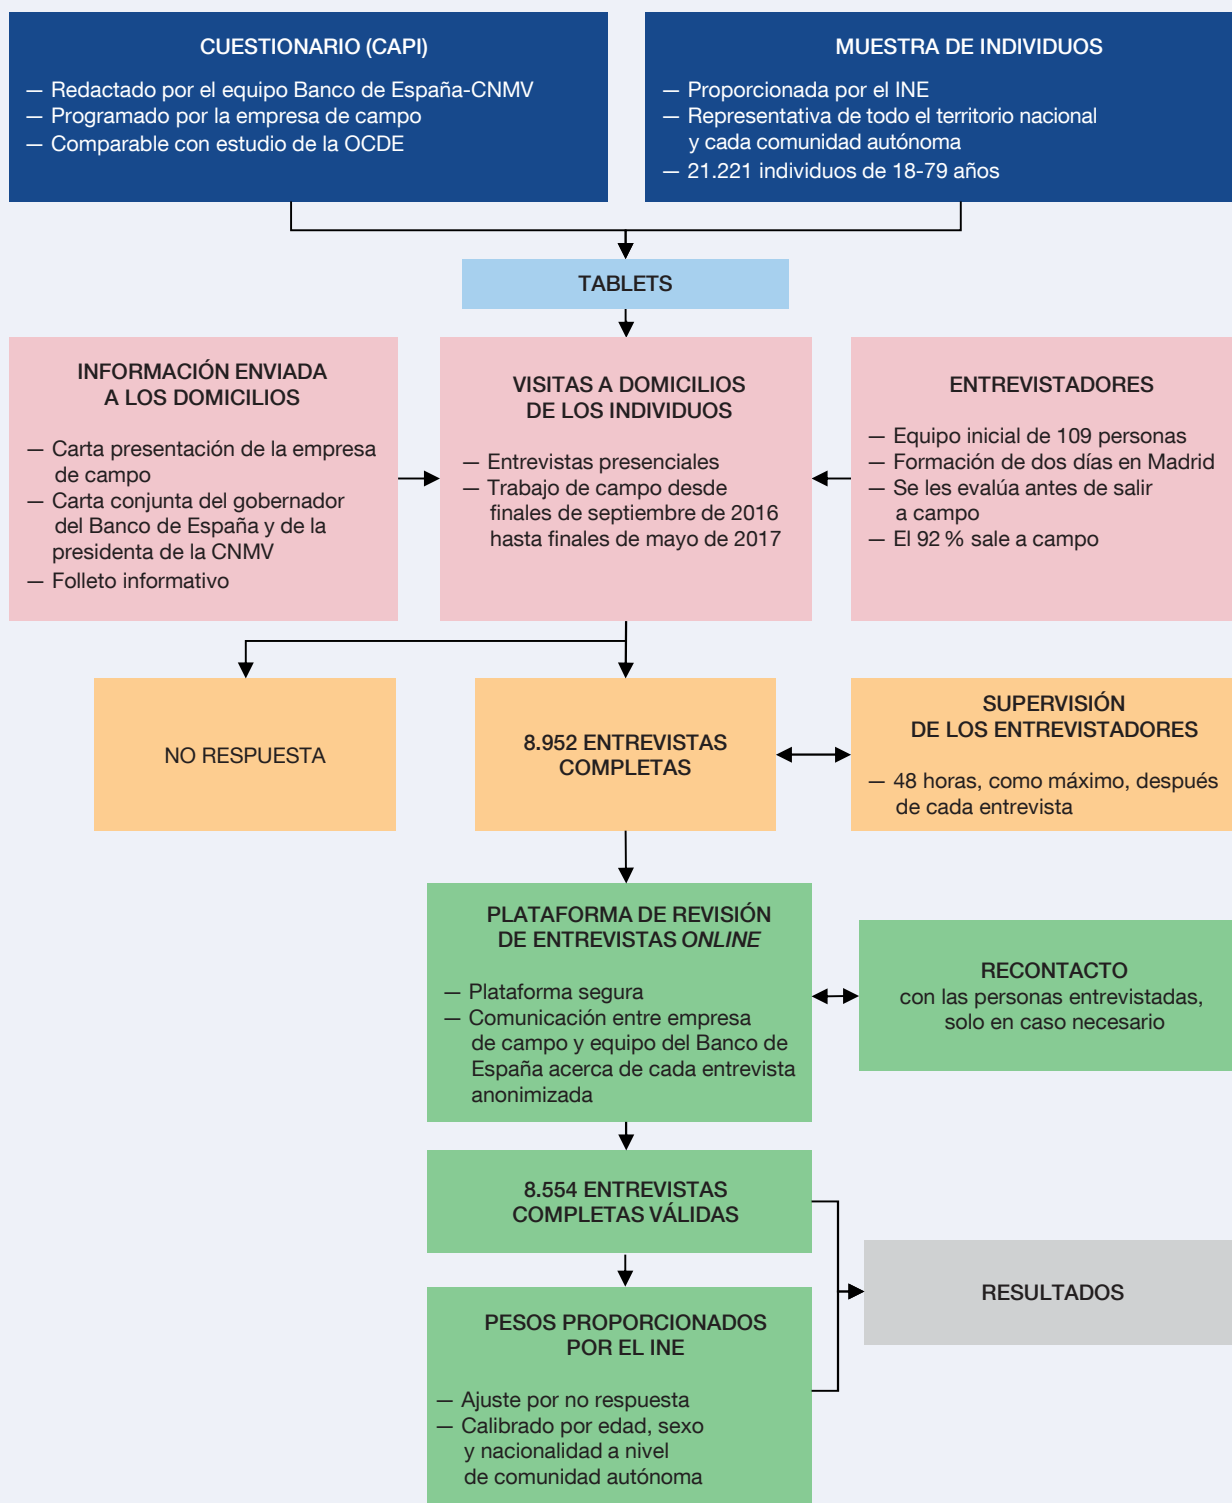 CUESTIONARIO (CAPI)
— Redactado por el equipo Banco de España-CNMV
— Programado por la empresa de campo
— Comparable con estudio de la OCDE
MUESTRA DE INDIVIDUOS
— Proporcionada por el INE
— Representativa de todo el territorio nacional
y cada comunidad autónoma
— 21.221 individuos de 18-79 años
TABLETS
INFORMACIÓN ENVIADA
A LOS DOMICILIOS
— Carta presentación de la empresa
de campo
— Carta conjunta del gobernador
del Banco de España y de la
presidenta de la CNMV
— Folleto informativo
VISITAS A DOMICILIOS
DE LOS INDIVIDUOS
— Entrevistas presenciales
— Trabajo de campo desde
finales de septiembre de 2016
hasta finales de mayo de 2017
ENTREVISTADORES
— Equipo inicial de 109 personas
— Formación de dos días en Madrid
— Se les evalúa antes de salir
a campo
— El 92 % sale a campo
NO RESPUESTA
8.952 ENTREVISTAS
COMPLETAS
SUPERVISIÓN
DE LOS ENTREVISTADORES
— 48 horas, como máximo, después
de cada entrevista
PLATAFORMA DE REVISIÓN
DE ENTREVISTAS ONLINE
— Plataforma segura
— Comunicación entre empresa
de campo y equipo del Banco de
España acerca de cada entrevista
anonimizada
RECONTACTO
con las personas entrevistadas,
solo en caso necesario
8.554 ENTREVISTAS
COMPLETAS VÁLIDAS
RESULTADOS
PESOS PROPORCIONADOS
POR EL INE
— Ajuste por no respuesta
— Calibrado por edad, sexo
y nacionalidad a nivel
de comunidad autónoma